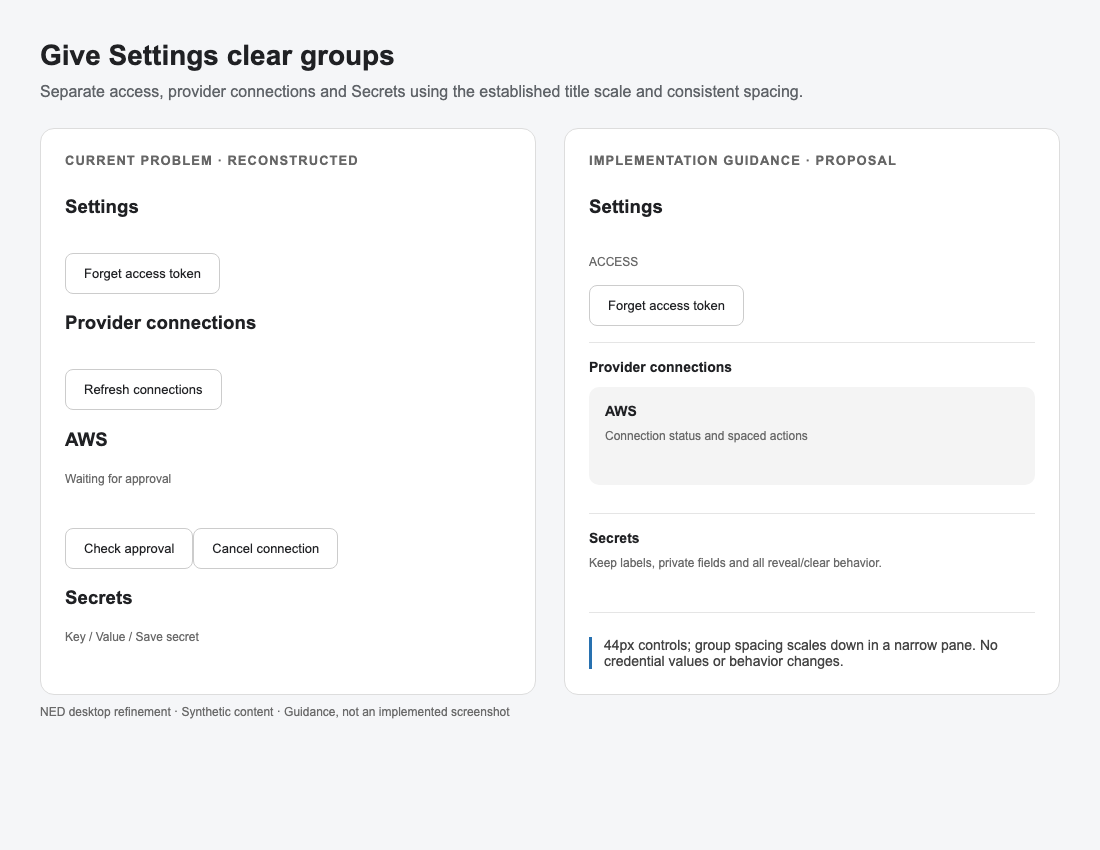 Give Settings clear groups
Separate access, provider connections and Secrets using the established title scale and consistent spacing.
CURRENT PROBLEM · RECONSTRUCTED
Settings
Forget access token
Provider connections
Refresh connections
AWS
Waiting for approval
Check approval
Cancel connection
Secrets
Key / Value / Save secret
IMPLEMENTATION GUIDANCE · PROPOSAL
Settings
ACCESS
Forget access token
Provider connections
AWS
Connection status and spaced actions
Secrets
Keep labels, private fields and all reveal/clear behavior.
44px controls; group spacing scales down in a narrow pane. No
credential values or behavior changes.
NED desktop refinement · Synthetic content · Guidance, not an implemented screenshot